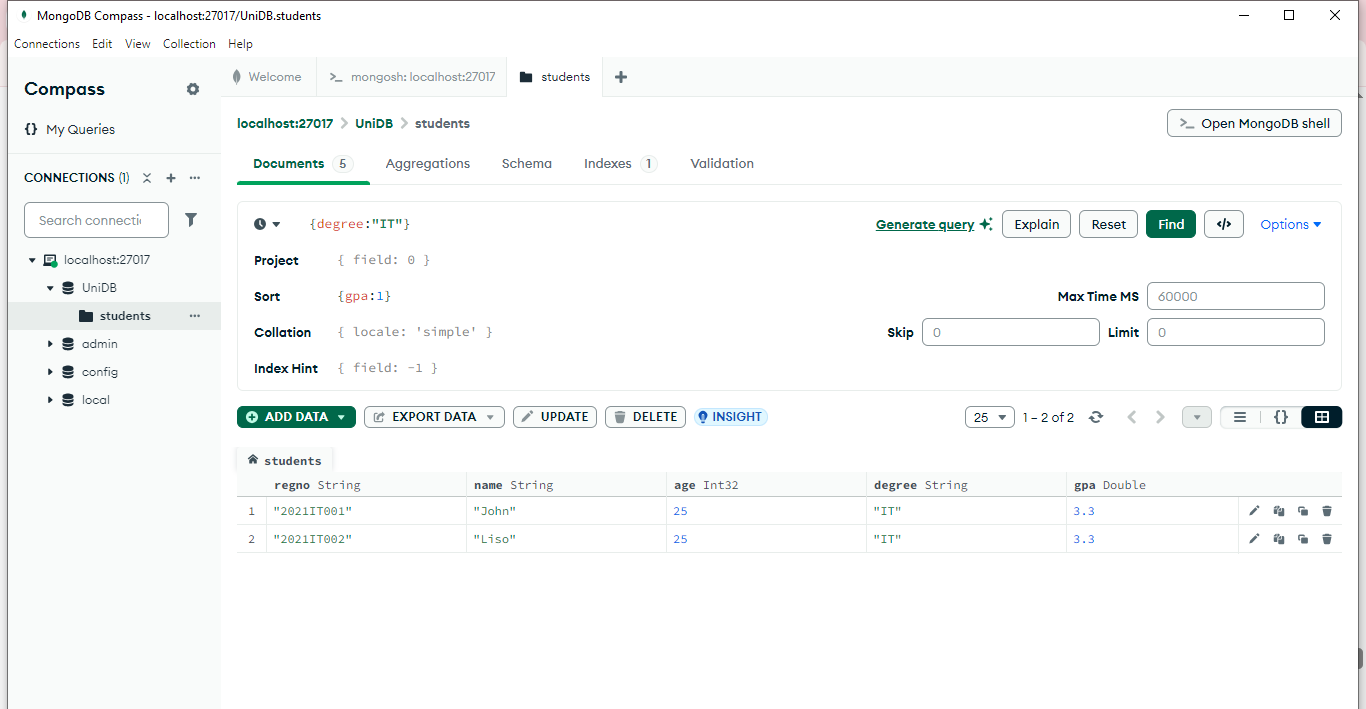 MongoDB Compass - localhost:27017/UniDB.students
Connections Edit View Collection Help
Compass
My Queries
CONNECTIONS (1)
Search connectic
localhost:27017
UniDB
students
admin
config
local
Welcome
mongosh: localhost:27017
students
localhost:27017 > UniDB > students
Open MongoDB shell
Documents 5 Aggregations Schema Indexes 1 Validation
{degree:"IT"}
Generate query Explain Reset Find </> Options
Project { field: 0 }
Sort {gpa:1}
Max Time MS 60000
Collation { locale: 'simple' }
Skip 0 Limit 0
Index Hint { field: -1 }
ADD DATA EXPORT DATA UPDATE DELETE INSIGHT
25 1 – 2 of 2 {}
students
regno String name String age Int32 degree String gpa Double
1 "2021IT001" "John" 25 "IT" 3.3
2 "2021IT002" "Liso" 25 "IT" 3.3